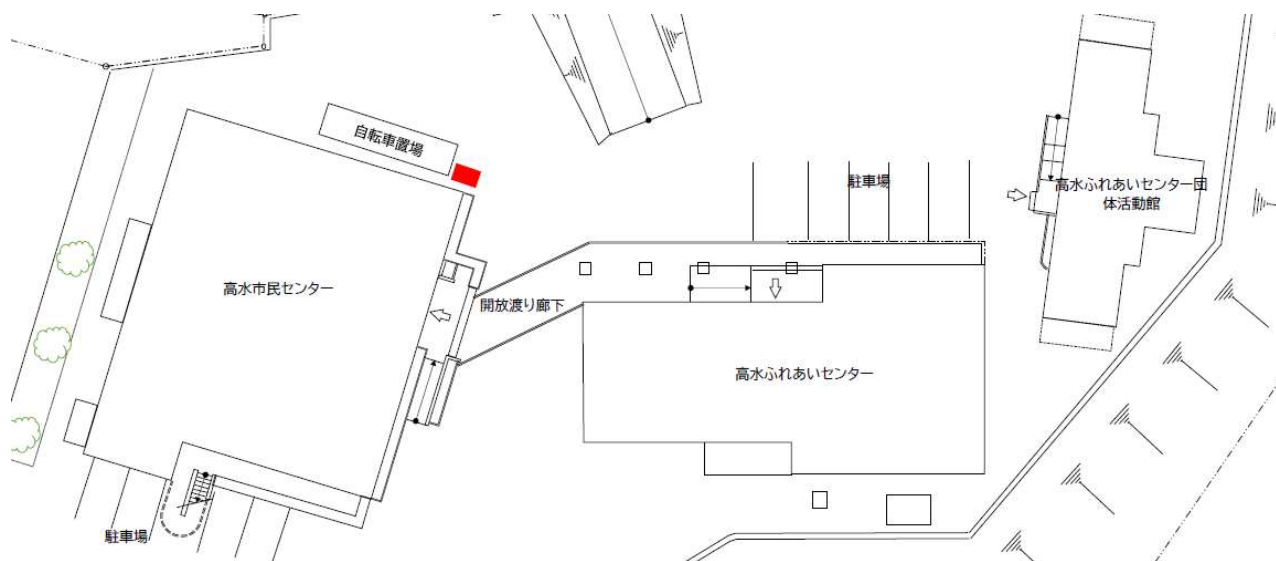 自転車置場
駐車場
高水ふれあいセンター団
体活動館
高水市民センター
開放渡り廊下
高水ふれあいセンター
駐車場